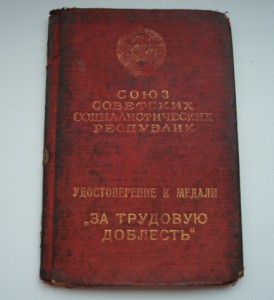 СОЮЗ
СОВЕТСКИХ
СОЦИАЛИСТИЧЕСКИХ
РЕСПУБЛИК
УДОСТОВЕРЕНИЕ К МЕДАЛИ
„ЗА ТРУДОВУЮ
ДОБЛЕСТЬ“